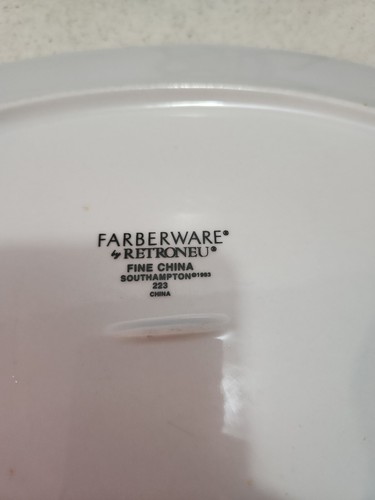 FARBERWARE®
by RETRONEU®
FINE CHINA
SOUTHAMPTON©1993
223
CHINA